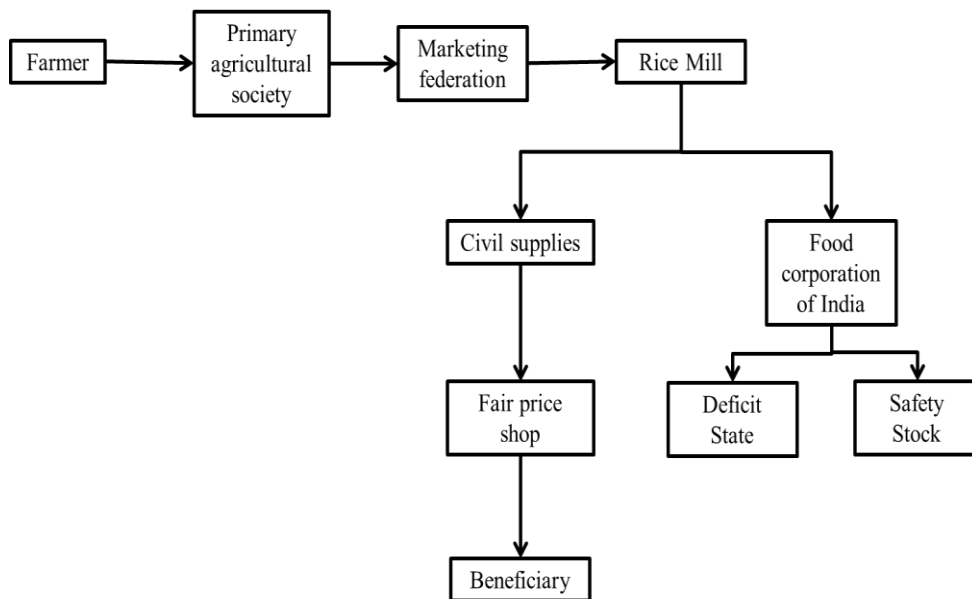 Farmer
Primary
agricultural
society
Marketing
federation
Rice Mill
Civil supplies
Food
corporation
of India
Fair price
shop
Deficit
State
Safety
Stock
Beneficiary